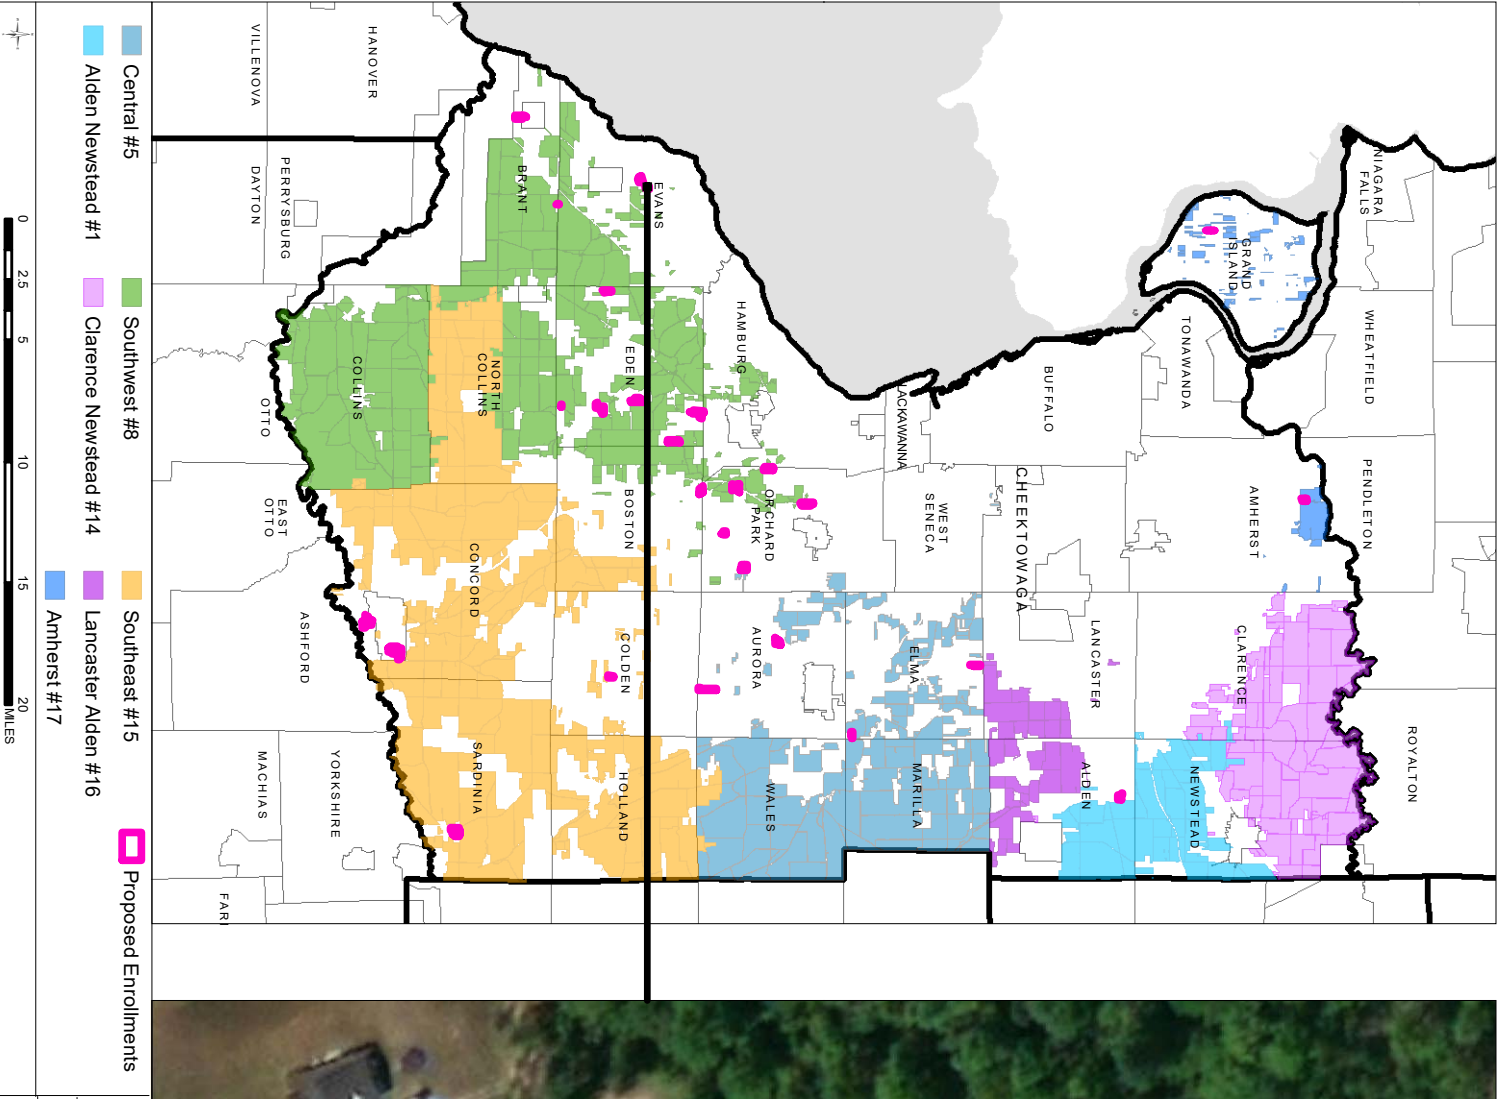 NIAGARA
FALLS
WHEATFIELD
PENDLETON
ROYALTON
GRAND
ISLAND
TONAWANDA
AMHERST
CLARENCE
NEWSTEAD
BUFFALO
CHEEKTOWAGA
LANCASTER
ALDEN
LACKAWANNA
WEST
SENECA
ELMA
MARILLA
HAMBURG
ORCHARD
PARK
AURORA
WALES
EVANS
EDEN
BOSTON
COLDEN
HOLLAND
BRANT
NORTH
COLLINS
CONCORD
SARDINIA
HANOVER
COLLINS
PERRYSBURG
VILLENOVA
DAYTON
OTTO
EAST
OTTO
ASHFORD
YORKSHIRE
MACHIAS
FARI
Central #5
Southwest #8
Southeast #15
Proposed Enrollments
Alden Newstead #1
Clarence Newstead #14
Lancaster Alden #16
Amherst #17
0 2.5 5 10 15 20
MILES